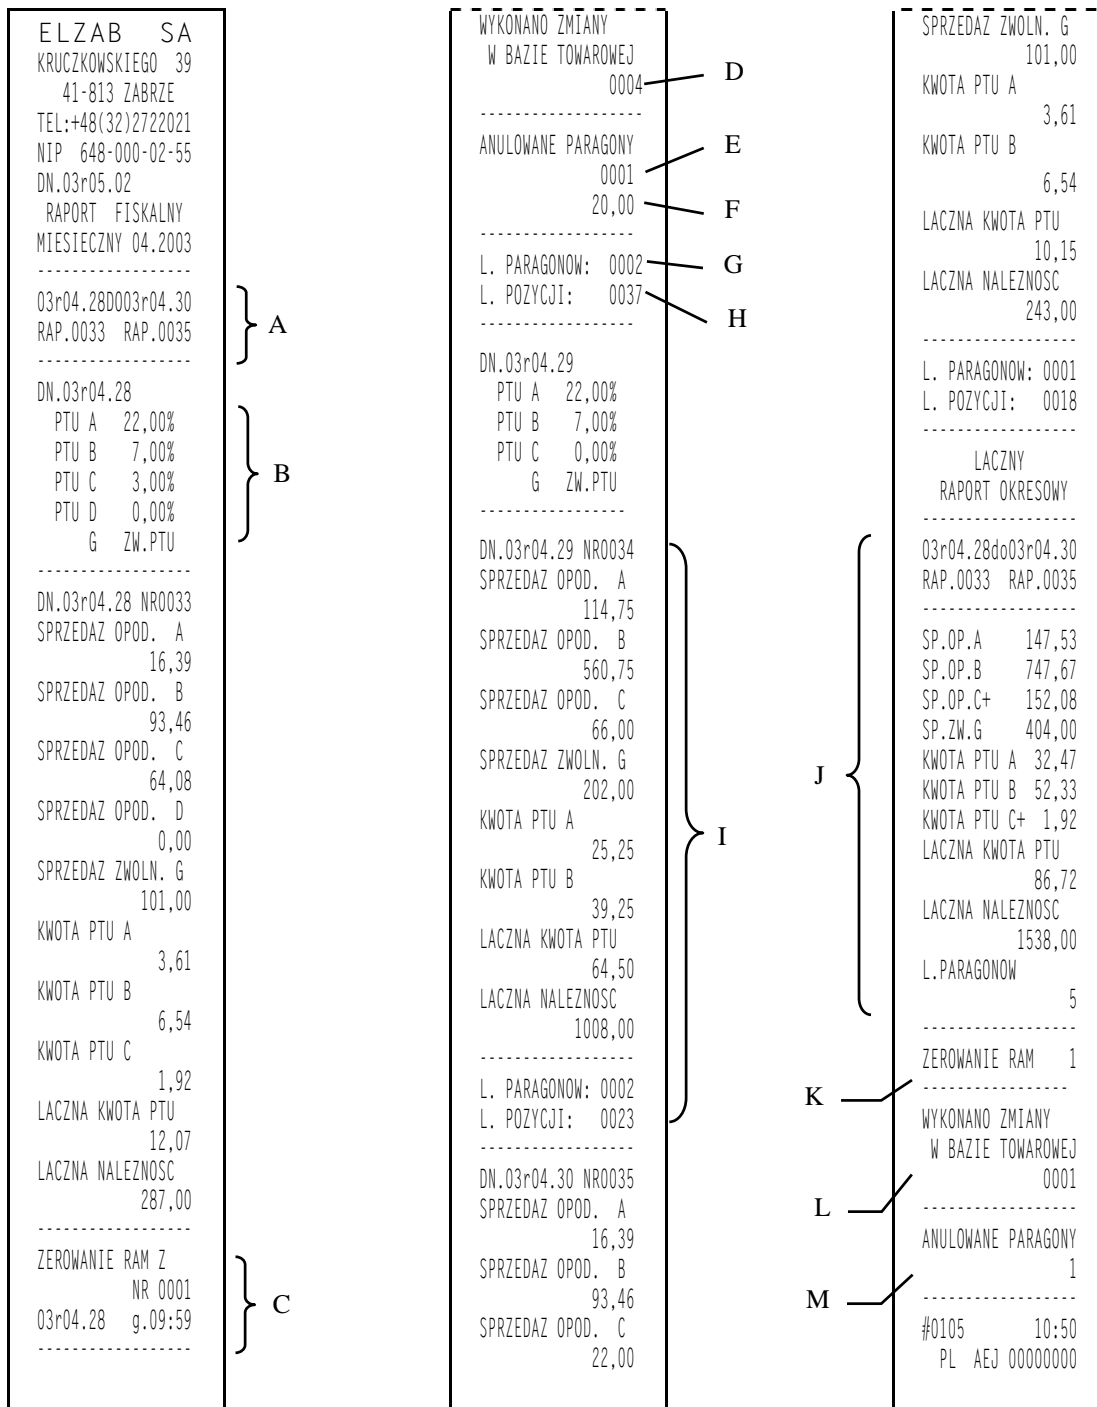 ELZAB SA
KRUCZKOWSKIEGO 39
41-813 ZABRZE
TEL:+48(32)2722021
NIP 648-000-02-55
DN.03r05.02
RAPORT FISKALNY
MIESIECZNY 04.2003
------------------
03r04.28DO03r04.30
RAP.0033 RAP.0035
A
------------------
DN.03r04.28
PTU A 22,00%
PTU B 7,00%
PTU C 3,00%
PTU D 0,00%
G ZW.PTU
B
------------------
DN.03r04.28 NR0033
SPRZEDAZ OPOD. A
16,39
SPRZEDAZ OPOD. B
93,46
SPRZEDAZ OPOD. C
64,08
SPRZEDAZ OPOD. D
0,00
SPRZEDAZ ZWOLN. G
101,00
KWOTA PTU A
3,61
KWOTA PTU B
6,54
KWOTA PTU C
1,92
LACZNA KWOTA PTU
12,07
LACZNA NALEZNOSC
287,00
------------------
ZEROWANIE RAM Z
NR 0001
03r04.28 g.09:59
C
------------------
WYKONANO ZMIANY
W BAZIE TOWAROWEJ
0004
D
------------------
ANULOWANE PARAGONY
0001
E
20,00
F
------------------
L. PARAGONOW: 0002
G
L. POZYCJI: 0037
H
------------------
DN.03r04.29
PTU A 22,00%
PTU B 7,00%
PTU C 0,00%
G ZW.PTU
------------------
DN.03r04.29 NR0034
SPRZEDAZ OPOD. A
114,75
SPRZEDAZ OPOD. B
560,75
SPRZEDAZ OPOD. C
66,00
SPRZEDAZ ZWOLN. G
202,00
KWOTA PTU A
25,25
KWOTA PTU B
39,25
LACZNA KWOTA PTU
64,50
LACZNA NALEZNOSC
1008,00
------------------
L. PARAGONOW: 0002
L. POZYCJI: 0023
I
------------------
DN.03r04.30 NR0035
SPRZEDAZ OPOD. A
16,39
SPRZEDAZ OPOD. B
93,46
SPRZEDAZ OPOD. C
22,00
SPRZEDAZ ZWOLN. G
101,00
KWOTA PTU A
3,61
KWOTA PTU B
6,54
LACZNA KWOTA PTU
10,15
LACZNA NALEZNOSC
243,00
------------------
L. PARAGONOW: 0001
L. POZYCJI: 0018
------------------
LACZNY
RAPORT OKRESOWY
------------------
03r04.28do03r04.30
RAP.0033 RAP.0035
------------------
SP.OP.A 147,53
SP.OP.B 747,67
SP.OP.C+ 152,08
SP.ZW.G 404,00
KWOTA PTU A 32,47
KWOTA PTU B 52,33
KWOTA PTU C+ 1,92
LACZNA KWOTA PTU
86,72
LACZNA NALEZNOSC
1538,00
L.PARAGONOW
5
J
------------------
ZEROWANIE RAM 1
K
------------------
WYKONANO ZMIANY
W BAZIE TOWAROWEJ
0001
L
------------------
ANULOWANE PARAGONY
1
M
------------------
#0105 10:50
PL AEJ 00000000